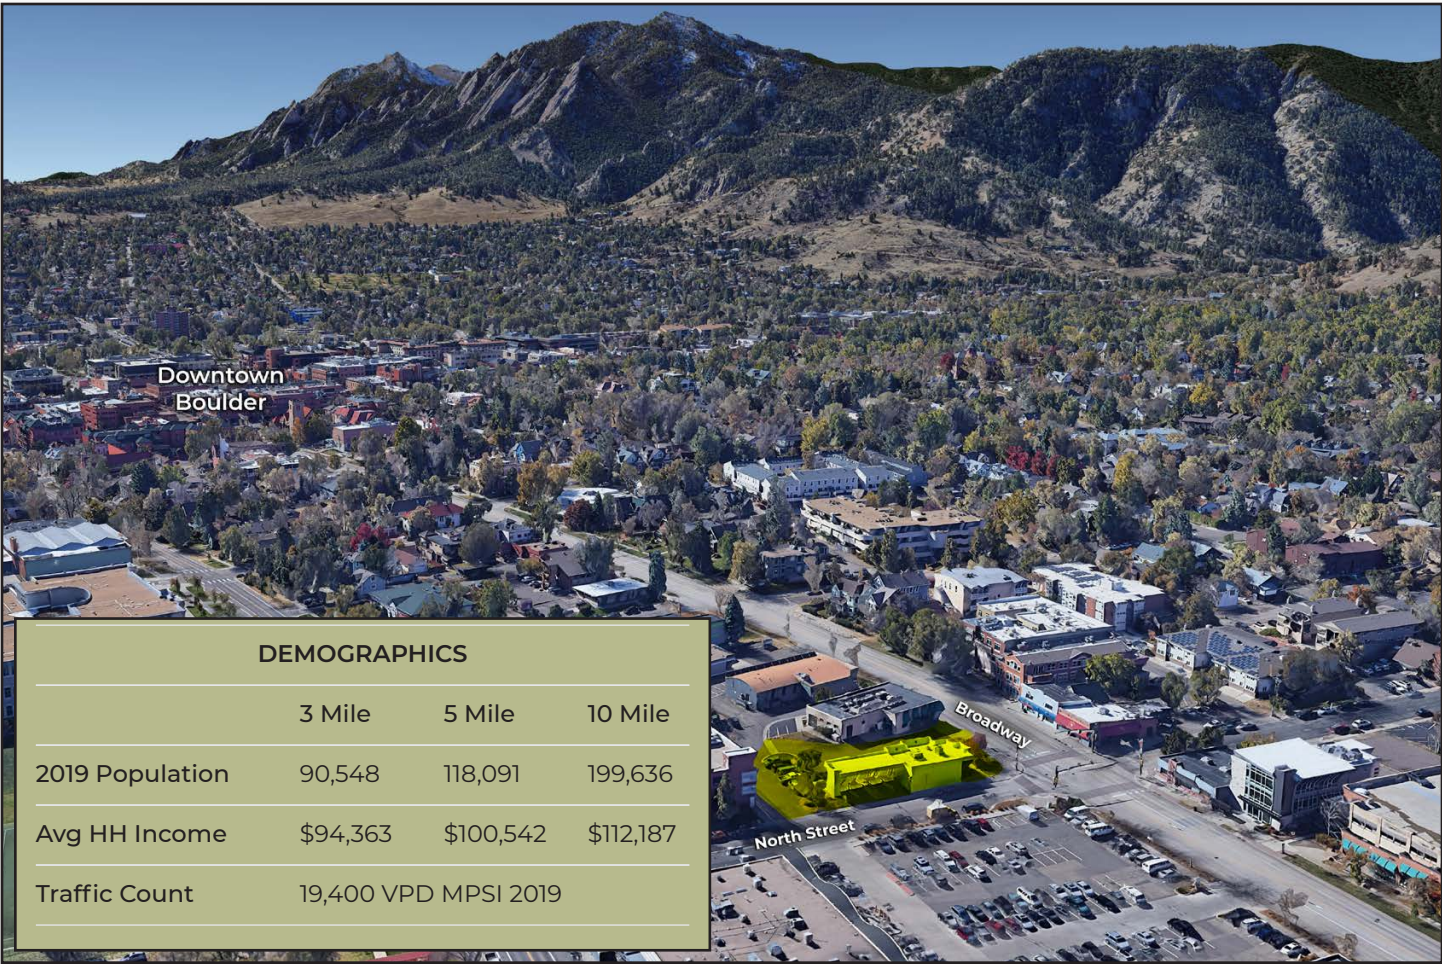 Downtown
Boulder
Broadway
North Street
DEMOGRAPHICS
3 Mile 5 Mile 10 Mile
2019 Population 90,548 118,091 199,636
Avg HH Income $94,363 $100,542 $112,187
Traffic Count 19,400 VPD MPSI 2019